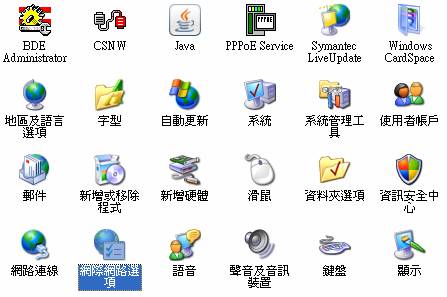 BDE
Administrator
CSNW
Java
PPPoE Service
Symantec
LiveUpdate
Windows
CardSpace
地區及語言
選項
字型
自動更新
系統
系統管理工
具
使用者帳戶
郵件
新增或移除
程式
新增硬體
滑鼠
資料夾選項
資訊安全中
心
網路連線
網際網路選
項
語音
聲音及音訊
裝置
鍵盤
顯示